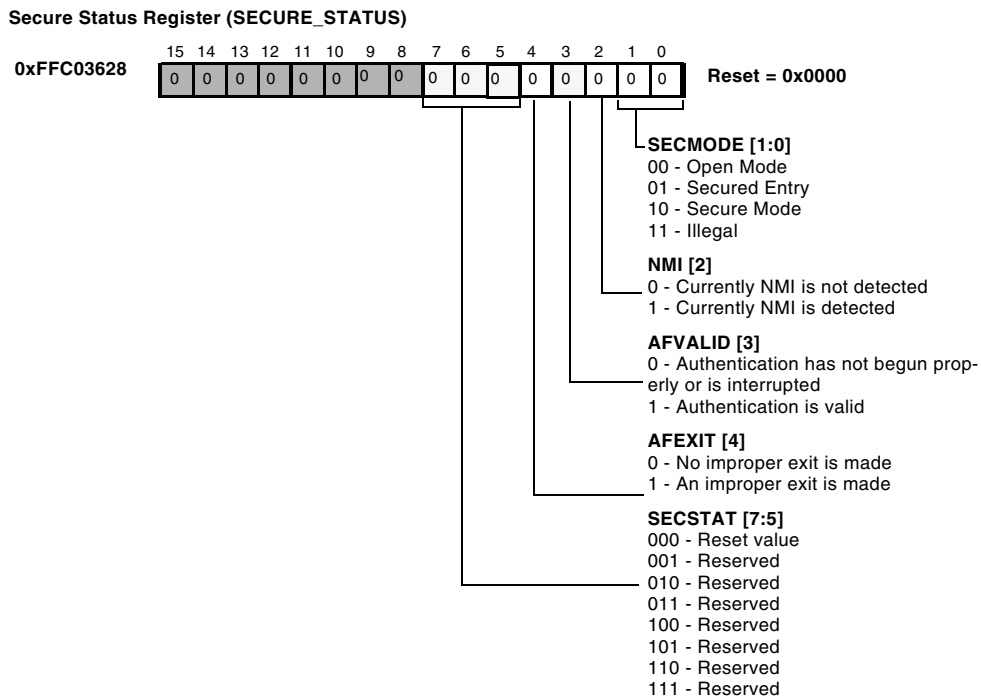 Secure Status Register (SECURE_STATUS)
15 14 13 12 11 10 9 8 7 6 5 4 3 2 1 0
0xFFC03628 0 0 0 0 0 0 0 0 0 0 0 0 0 0 0 0 Reset = 0x0000
SECMODE [1:0]
00 - Open Mode
01 - Secured Entry
10 - Secure Mode
11 - Illegal
NMI [2]
0 - Currently NMI is not detected
1 - Currently NMI is detected
AFVALID [3]
0 - Authentication has not begun prop-
erly or is interrupted
1 - Authentication is valid
AFEXIT [4]
0 - No improper exit is made
1 - An improper exit is made
SECSTAT [7:5]
000 - Reset value
001 - Reserved
010 - Reserved
011 - Reserved
100 - Reserved
101 - Reserved
110 - Reserved
111 - Reserved